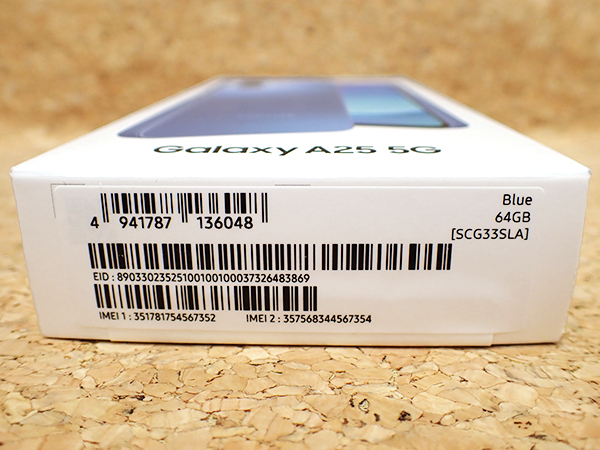 Galaxy A25 5G
4 941787 136048
Blue
64GB
[SCG33SLA]
EID : 89033023525100100100037326483869
IMEI 1 : 351781754567352 IMEI 2 : 357568344567354